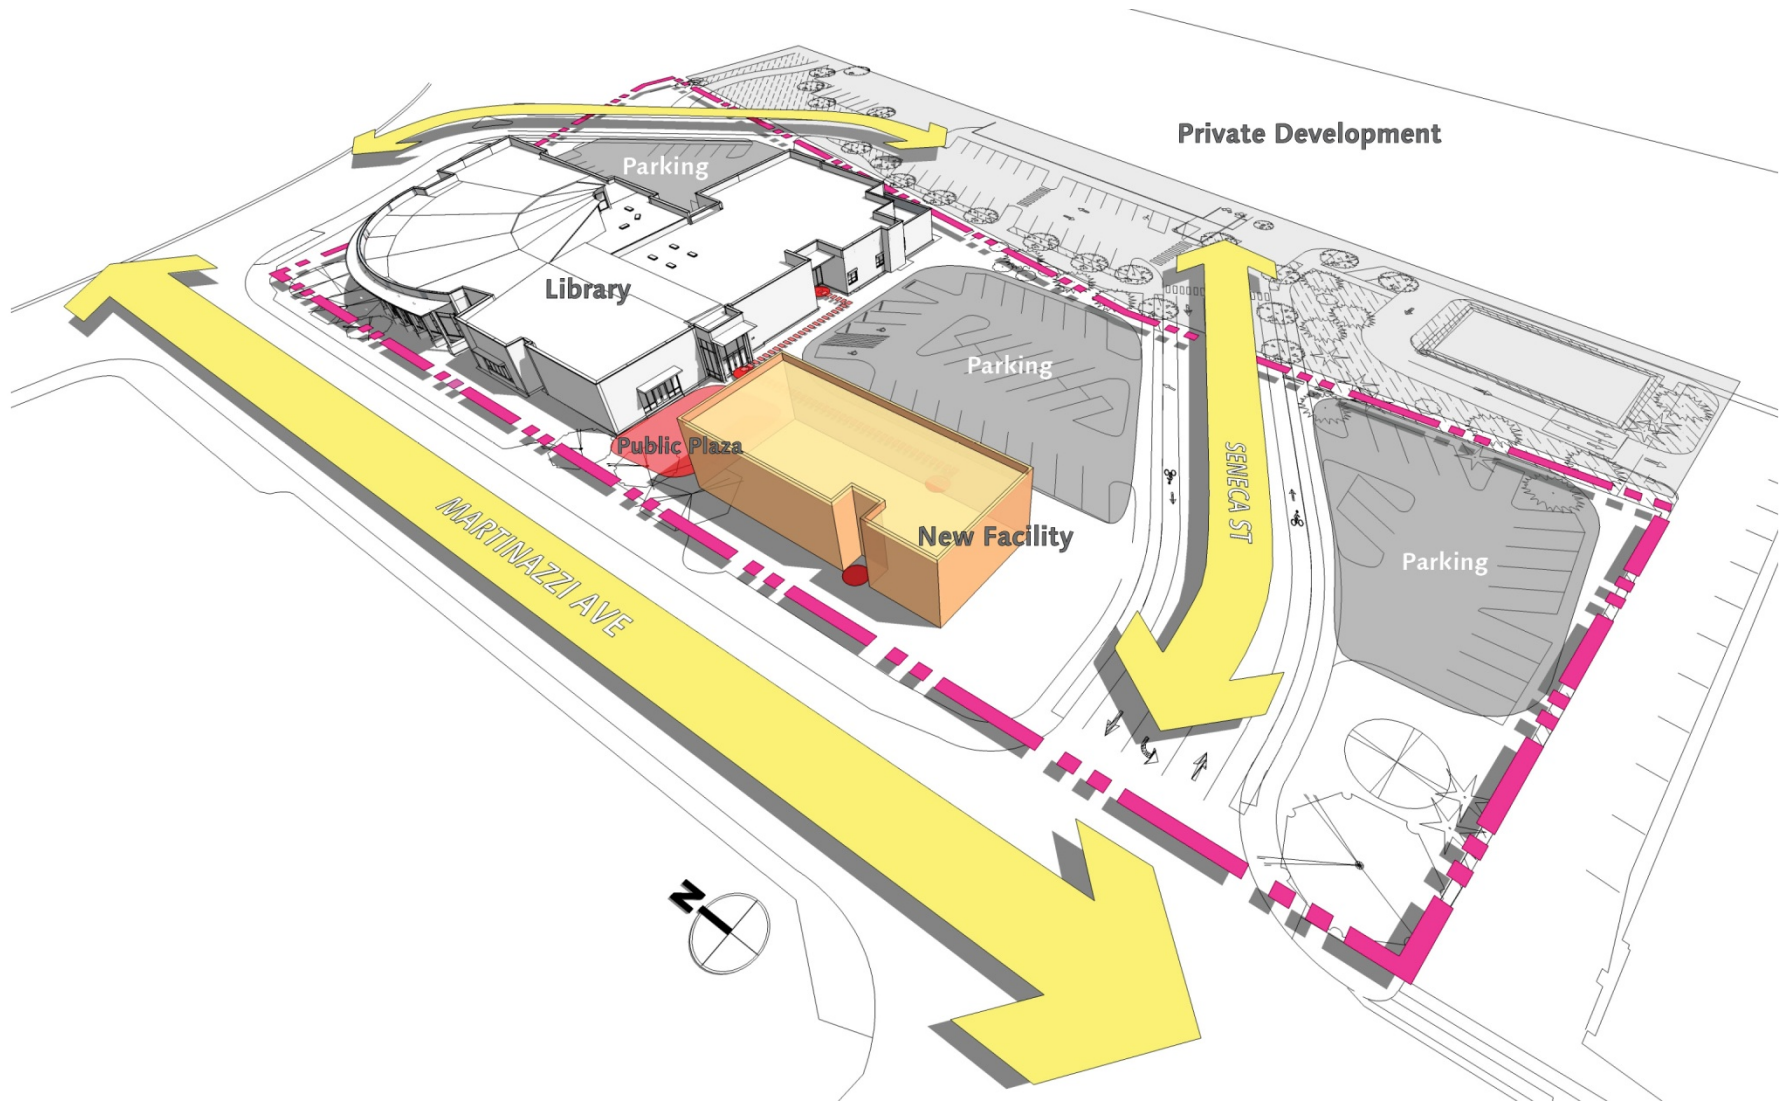 Private Development
Parking
Library
Parking
Public Plaza
SENECA ST
New Facility
MARTINAZZI AVE
Parking
N